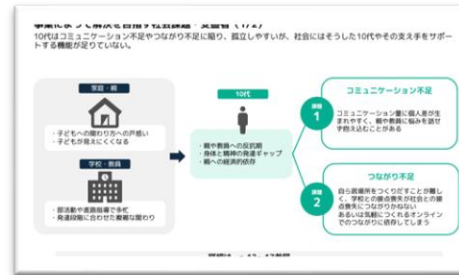 事業によって解決を目指す社会課題・受益者（1/2）
10代はコミュニケーション不足やつながり不足に陥り、孤立しやすいが、社会にはそうした10代やその支え手をサポー
トする機能が足りていない。
家庭・親
・子どもへの関わり方への戸惑い
・子どもが見えにくくなる
学校・教員
・部活動や進路指導で多忙
・発達段階に合わせた複雑な関わり
10代
・親や教員への反抗期
・身体と精神の発達ギャップ
・親への経済的依存
課題
1
コミュニケーション不足
コミュニケーション量に個人差が生
まれやすく、親や教員に悩みを話せ
ず抱え込むことがある
課題
2
つながり不足
自ら居場所をつくりだすことが難し
く、学校との接点喪失が社会との接
点喪失につながりかねない
あるいは気軽につくれるオンライン
でのつながりに依存してしまう